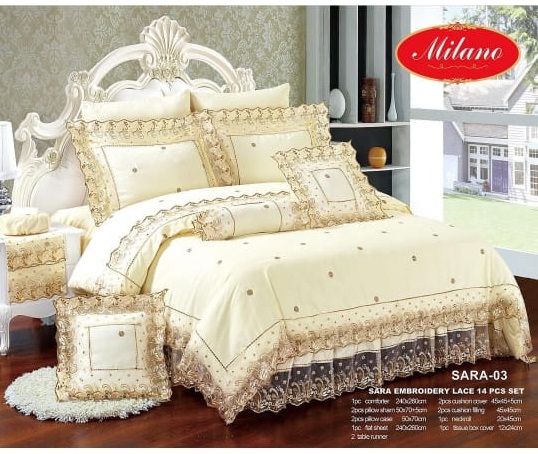 Milano
SARA-03
SARA EMBROIDERY LACE 14 PCS SET
1pc comforter 240x260cm 2pcs cushion cover 45x45+5cm
2pcs pillow sham 50x70+5cm 2pcs cushion filling 45x45cm
2pcs pillow case 50x70cm 1pc neckroll 20x45cm
1pc flat sheet 240x260cm 1pc tissue box cover 12x24cm
2 table runner